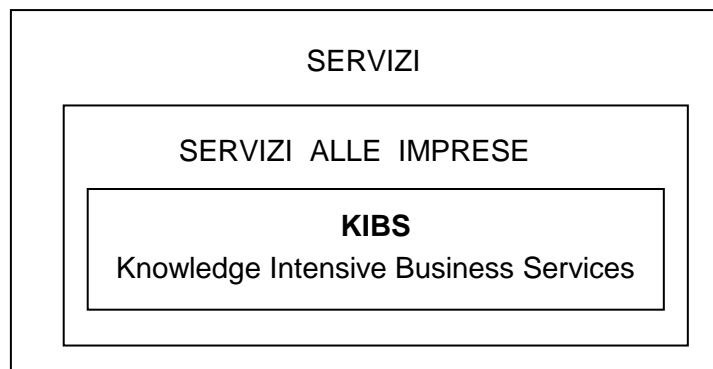 SERVIZI
SERVIZI ALLE IMPRESE
KIBS
Knowledge Intensive Business Services